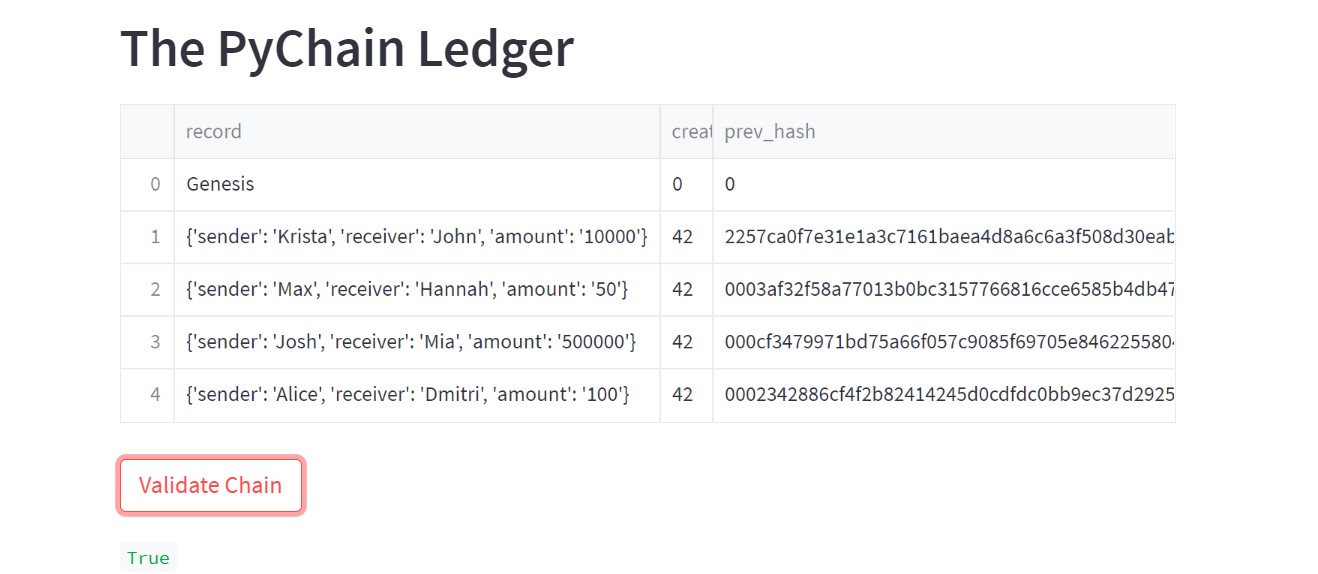 The PyChain Ledger
record creat prev_hash
0 Genesis 0 0
1 {'sender': 'Krista', 'receiver': 'John', 'amount': '10000'} 42 2257ca0f7e31e1a3c7161baea4d8a6c6a3f508d30eab
2 {'sender': 'Max', 'receiver': 'Hannah', 'amount': '50'} 42 0003af32f58a77013b0bc3157766816cce6585b4db47
3 {'sender': 'Josh', 'receiver': 'Mia', 'amount': '500000'} 42 000cf3479971bd75a66f057c9085f69705e846225580
4 {'sender': 'Alice', 'receiver': 'Dmitri', 'amount': '100'} 42 0002342886cf4f2b82414245d0cdfdc0bb9ec37d2925
Validate Chain
True